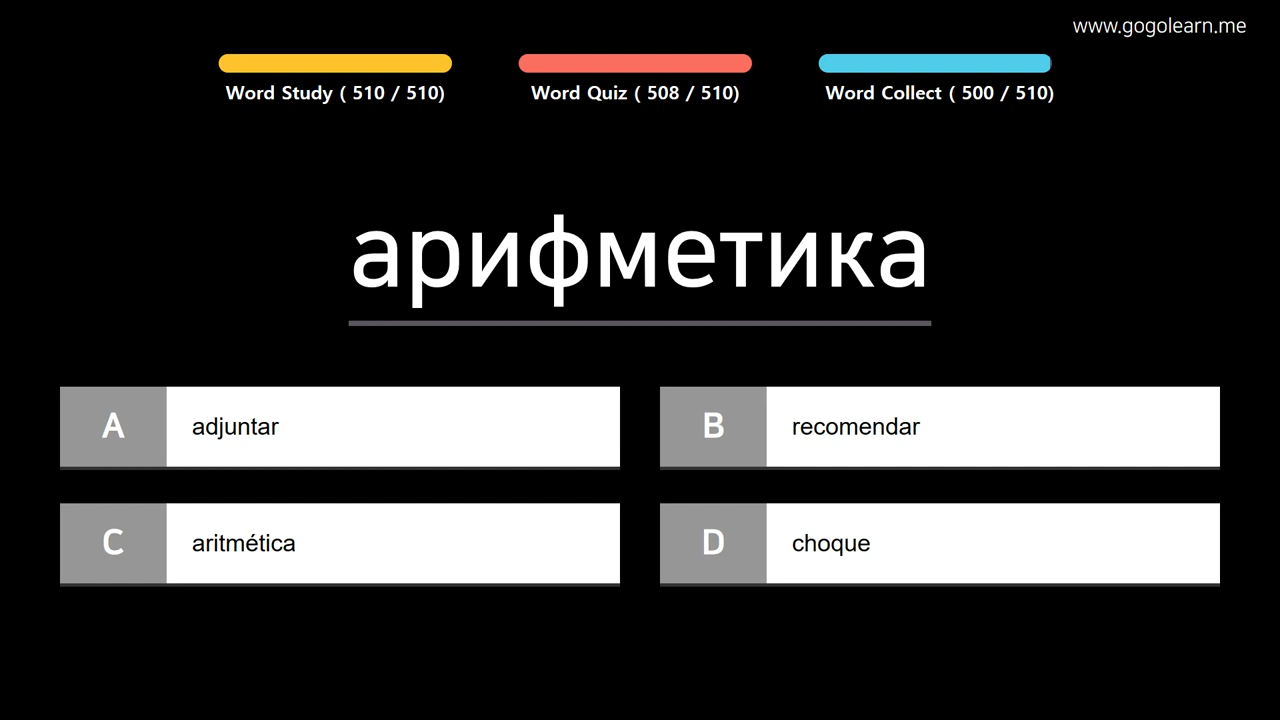 www.gogolearn.me
Word Study ( 510 / 510)
Word Quiz ( 508 / 510)
Word Collect ( 500 / 510)
арифметика
A adjuntar
B recomendar
C aritmética
D choque